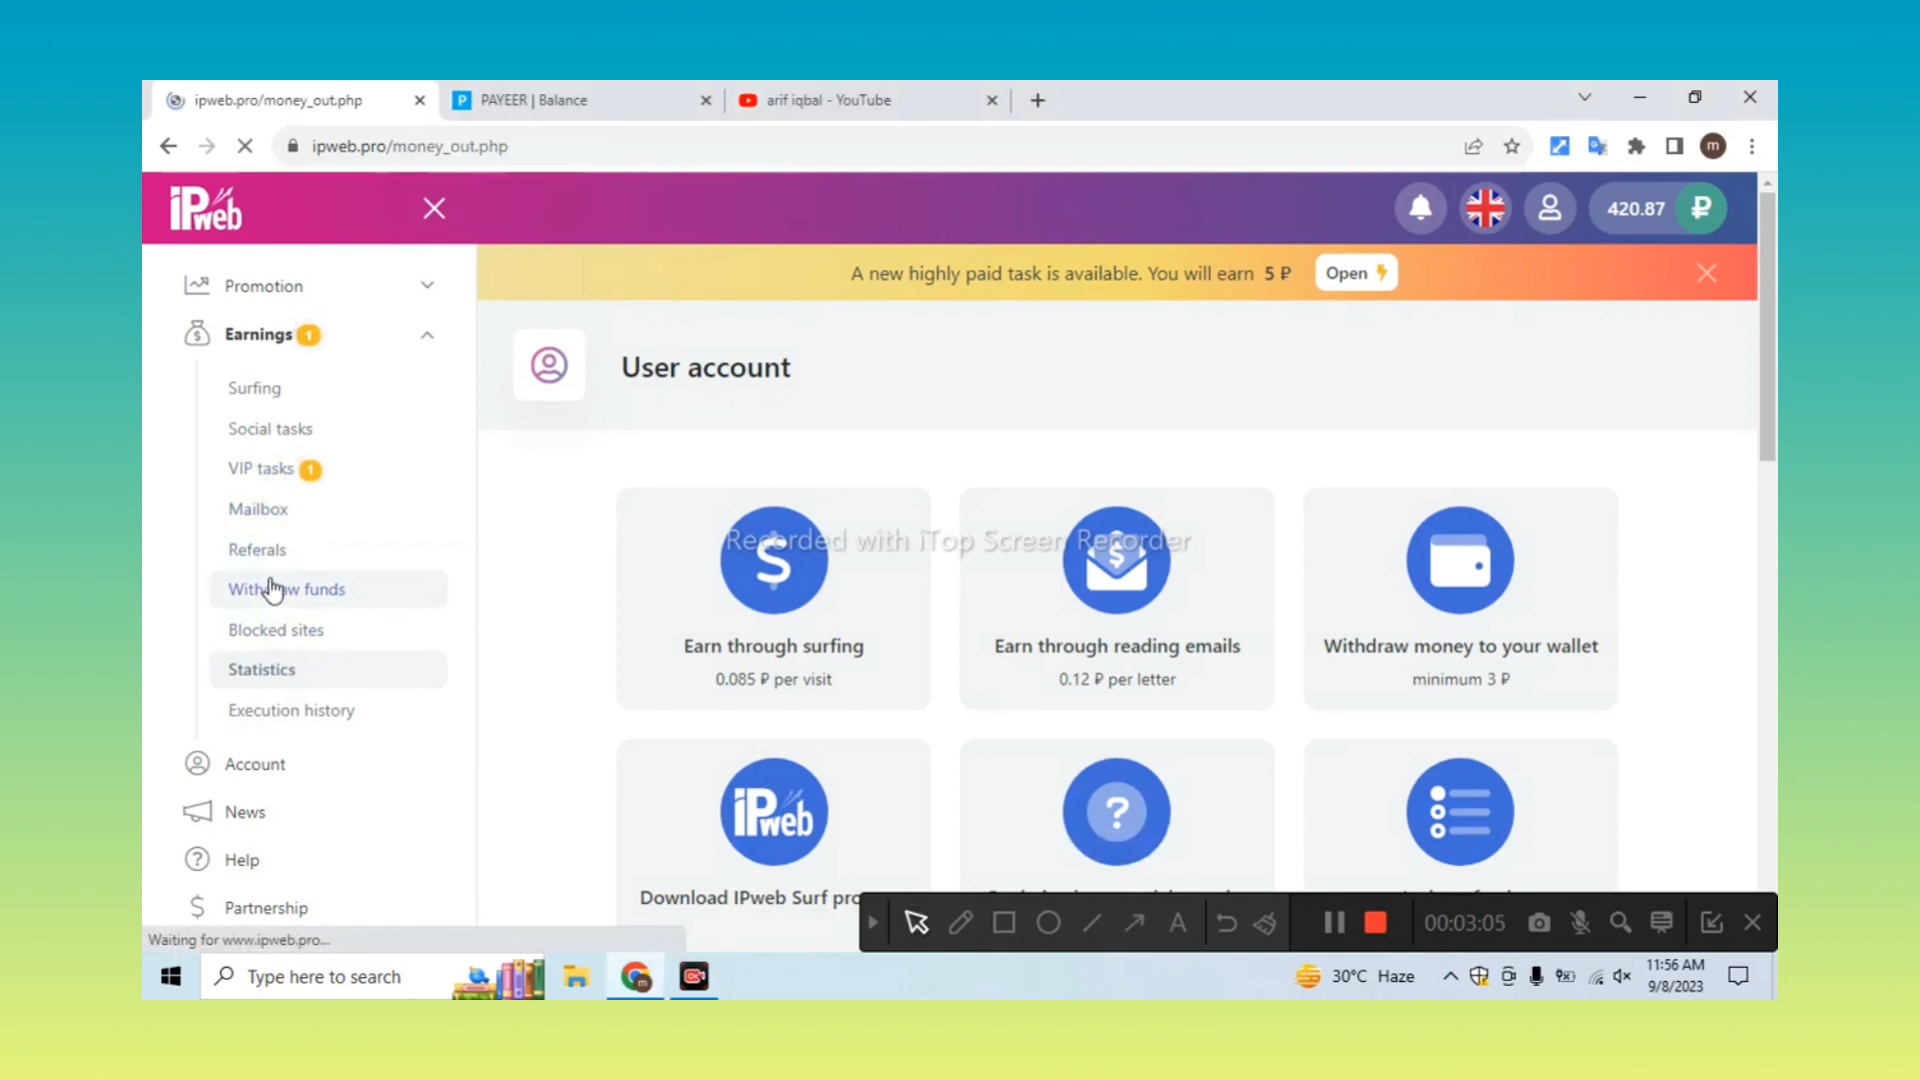 ipweb.pro/money_out.php
PAYEER | Balance
arif iqbal - YouTube
ipweb.pro/money_out.php
m
iPweb
420.87 ₽
A new highly paid task is available. You will earn 5 ₽ Open
Promotion
Earnings 1
Surfing
Social tasks
VIP tasks 1
Mailbox
Referals
Withdraw funds
Blocked sites
Statistics
Execution history
Account
News
Help
Partnership
User account
Recorded with iTop Screen Recorder
Earn through surfing
0.085 ₽ per visit
Earn through reading emails
0.12 ₽ per letter
Withdraw money to your wallet
minimum 3 ₽
iPweb
Download IPweb Surf pro
00:03:05
Waiting for www.ipweb.pro...
Type here to search
30°C Haze
11:56 AM
9/8/2023